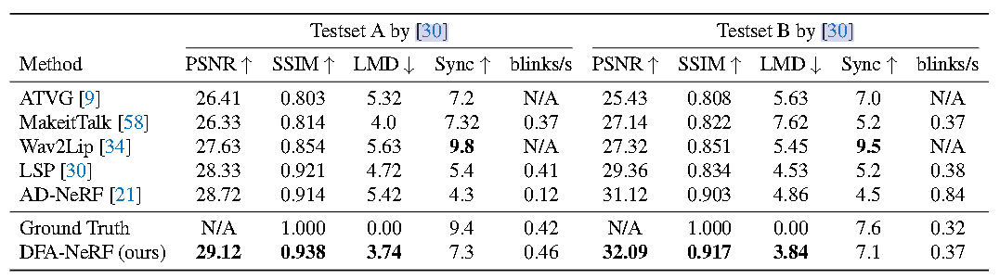 Testset A by [30] Testset B by [30]
Method PSNR ↑ SSIM ↑ LMD ↓ Sync ↑ blinks/s PSNR ↑ SSIM ↑ LMD ↓ Sync ↑ blinks/s
ATVG [9] 26.41 0.803 5.32 7.2 N/A 25.43 0.808 5.63 7.0 N/A
MakeitTalk [58] 26.33 0.814 4.0 7.32 0.37 27.14 0.822 7.62 5.2 0.37
Wav2Lip [34] 27.63 0.854 5.63 9.8 N/A 27.32 0.851 5.45 9.5 N/A
LSP [30] 28.33 0.921 4.72 5.4 0.41 29.36 0.834 4.53 5.2 0.38
AD-NeRF [21] 28.72 0.914 5.42 4.3 0.12 31.12 0.903 4.86 4.5 0.84
Ground Truth N/A 1.000 0.00 9.4 0.42 N/A 1.000 0.00 7.6 0.32
DFA-NeRF (ours) 29.12 0.938 3.74 7.3 0.46 32.09 0.917 3.84 7.1 0.37